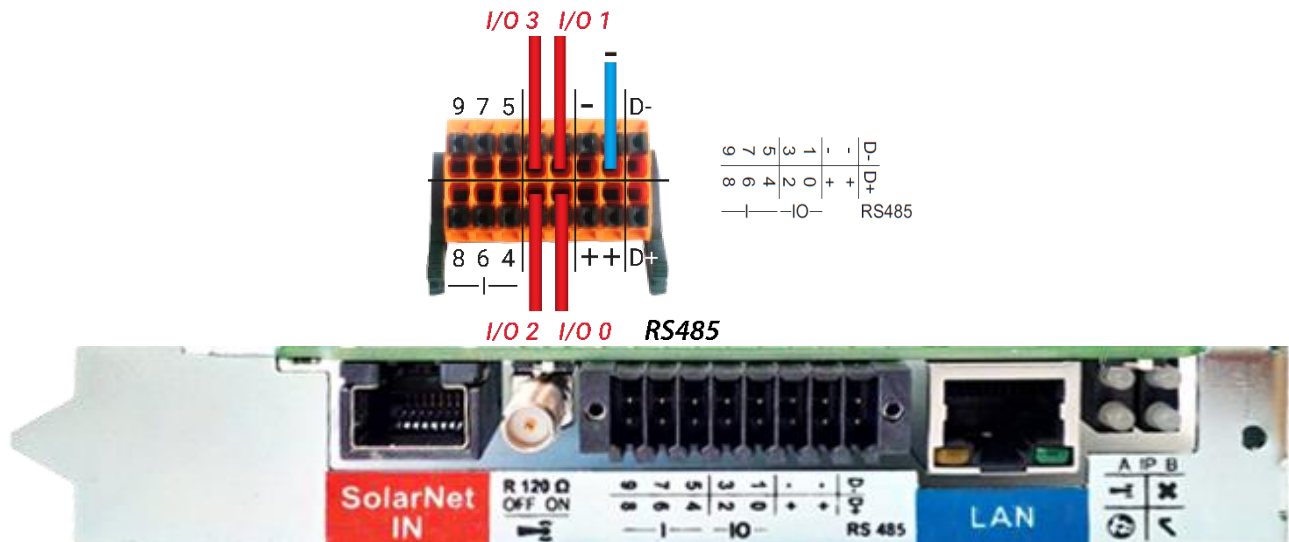 I/O 3 I/O 1
-
9 7 5 - D-
8 6 4 + + D+
I
I/O 2 I/O 0 RS485
9 7 5 3 1 - - D-
8 6 4 2 0 + + D+
I IO RS485
SolarNet
IN
R 120 Ω
OFF ON
9 7 5 3 1 - - D-
8 6 4 2 0 + + D+
I IO RS 485
LAN
A IP B